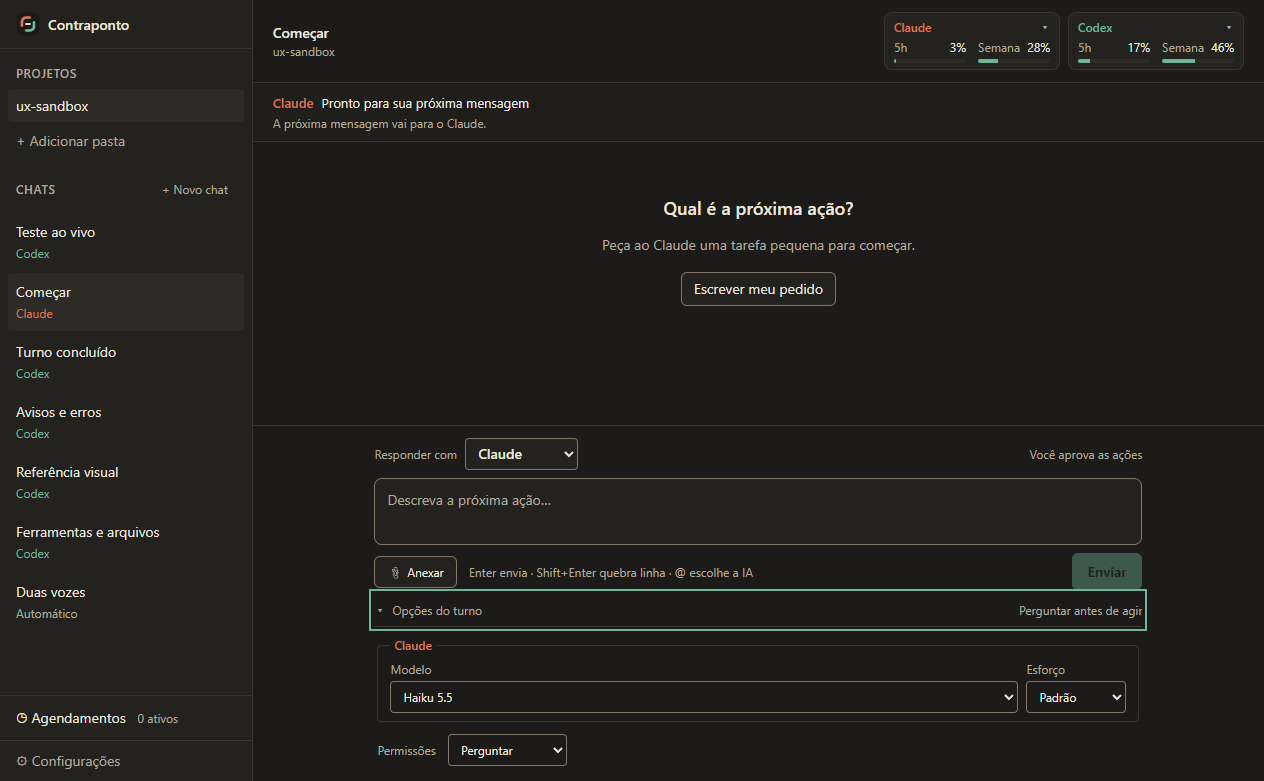 Contraponto
PROJETOS
ux-sandbox
+ Adicionar pasta
CHATS + Novo chat
Teste ao vivo
Codex
Começar
Claude
Turno concluído
Codex
Avisos e erros
Codex
Referência visual
Codex
Ferramentas e arquivos
Codex
Duas vozes
Automático
Agendamentos 0 ativos
Configurações
Começar
ux-sandbox
Claude
5h 3% Semana 28%
Codex
5h 17% Semana 46%
Claude Pronto para sua próxima mensagem
A próxima mensagem vai para o Claude.
Qual é a próxima ação?
Peça ao Claude uma tarefa pequena para começar.
Escrever meu pedido
Responder com Claude Você aprova as ações
Descreva a próxima ação...
Anexar Enter envia · Shift+Enter quebra linha · @ escolhe a IA Enviar
Opções do turno Perguntar antes de agir
Claude
Modelo Esforço
Haiku 5.5 Padrão
Permissões Perguntar